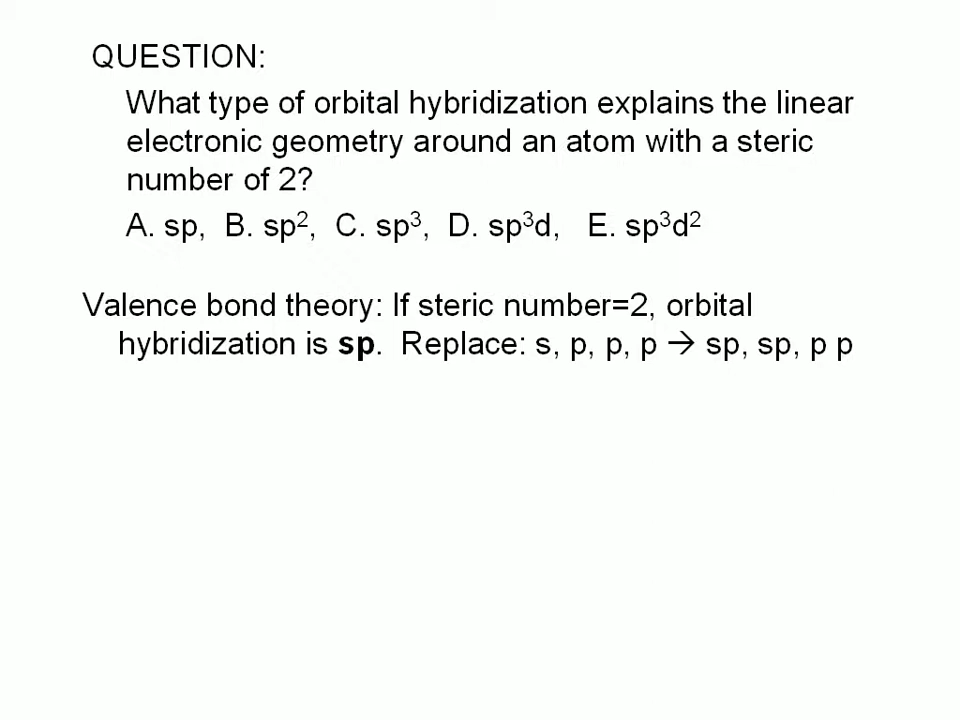 QUESTION:
What type of orbital hybridization explains the linear
electronic geometry around an atom with a steric
number of 2?
A. sp, B. sp², C. sp³, D. sp³d, E. sp³d²
Valence bond theory: If steric number=2, orbital
hybridization is sp. Replace: s, p, p, p → sp, sp, p p